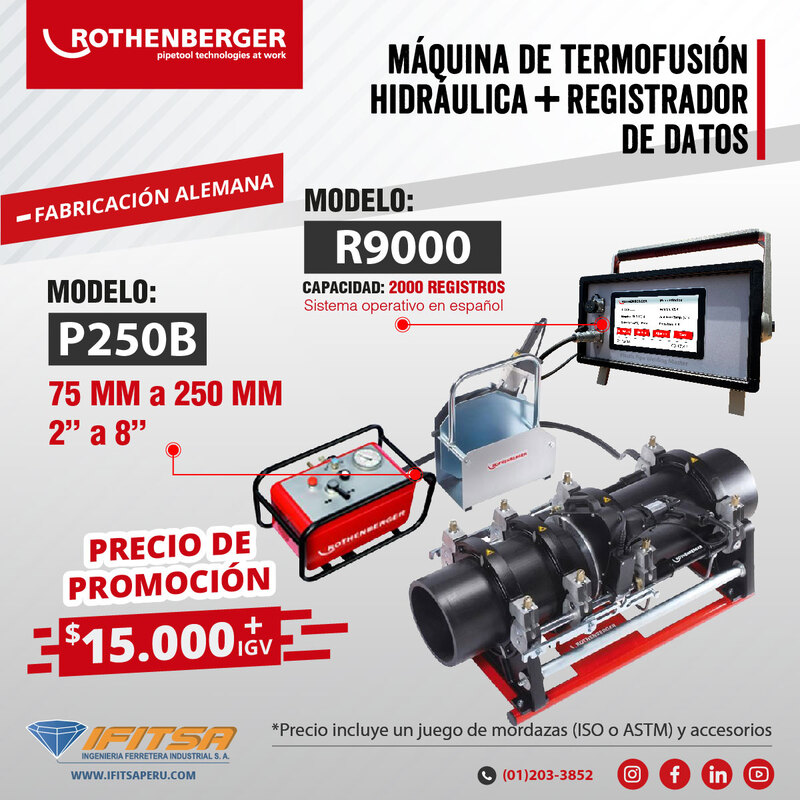 ROTHENBERGER
pipetool technologies at work
MÁQUINA DE TERMOFUSIÓN
HIDRÁULICA + REGISTRADOR
DE DATOS
FABRICACIÓN ALEMANA
MODELO:
R9000
CAPACIDAD: 2000 REGISTROS
Sistema operativo en español
MODELO:
P250B
75 MM a 250 MM
2” a 8”
ROTHENBERGER
ROTHENBERGER
ROTHENBERGER
ROTHENBERGER
ROTHENBERGER
PRECIO DE
PROMOCIÓN
$15.000 + IGV
*Precio incluye un juego de mordazas (ISO o ASTM) y accesorios
IFITSA
INGENIERIA FERRETERA INDUSTRIAL S. A.
WWW.IFITSAPERU.COM
(01)203-3852